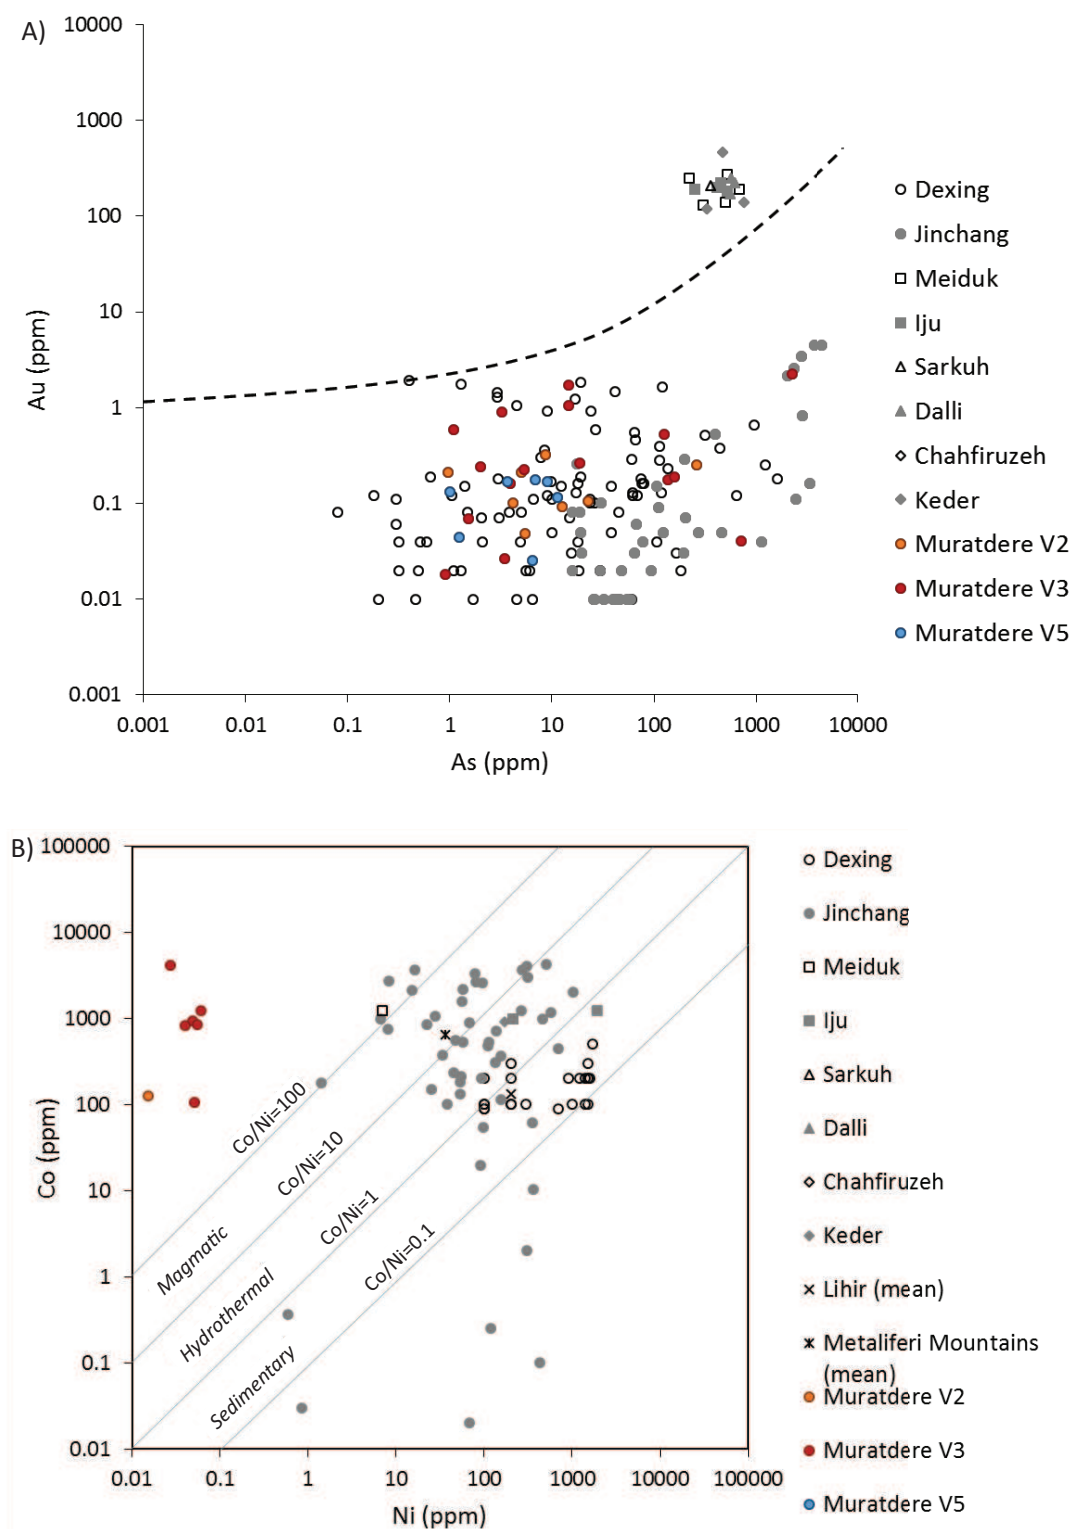 A)
10000
1000
100
10
1
0.1
0.01
0.001
Au (ppm)
0.001
0.01
0.1
1
10
100
1000
10000
As (ppm)
Dexing
Jinchang
Meiduk
Iju
Sarkuh
Dalli
Chahfiruzeh
Keder
Muratdere V2
Muratdere V3
Muratdere V5
B)
100000
10000
1000
100
10
1
0.1
0.01
Co (ppm)
Co/Ni=100
Co/Ni=10
Co/Ni=1
Co/Ni=0.1
Magmatic
Hydrothermal
Sedimentary
0.01
0.1
1
10
100
1000
10000
100000
Ni (ppm)
Dexing
Jinchang
Meiduk
Iju
Sarkuh
Dalli
Chahfiruzeh
Keder
Lihir (mean)
Metaliferi Mountains
(mean)
Muratdere V2
Muratdere V3
Muratdere V5